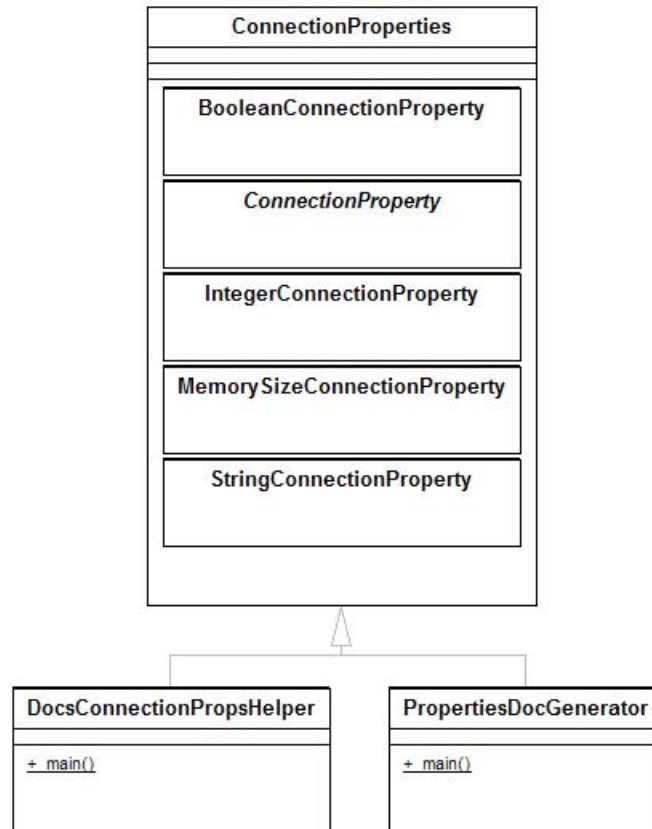 ConnectionProperties
BooleanConnectionProperty
ConnectionProperty
IntegerConnectionProperty
MemorySizeConnectionProperty
StringConnectionProperty
DocsConnectionPropsHelper
PropertiesDocGenerator
+ main()
+ main()